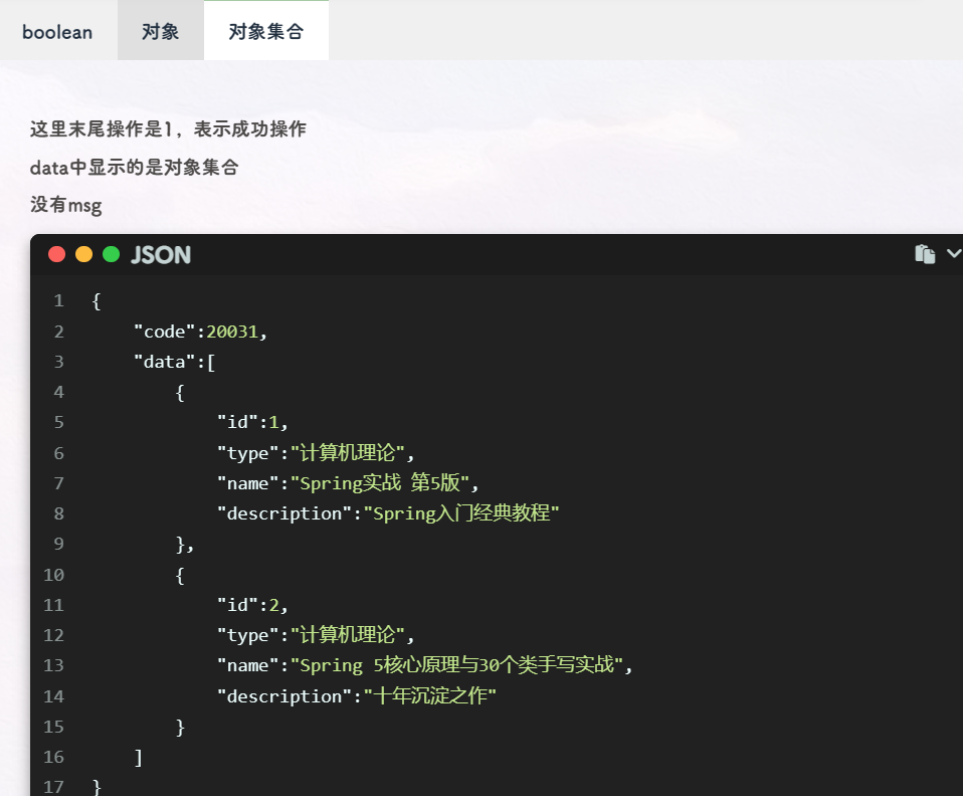 boolean 对象 对象集合
这里末尾操作是1，表示成功操作
data中显示的是对象集合
没有msg
JSON
1 {
2     "code":20031,
3     "data":[
4         {
5             "id":1,
6             "type":"计算机理论",
7             "name":"Spring实战 第5版",
8             "description":"Spring入门经典教程"
9         },
10         {
11             "id":2,
12             "type":"计算机理论",
13             "name":"Spring 5核心原理与30个类手写实战",
14             "description":"十年沉淀之作"
15         }
16     ]
17 }